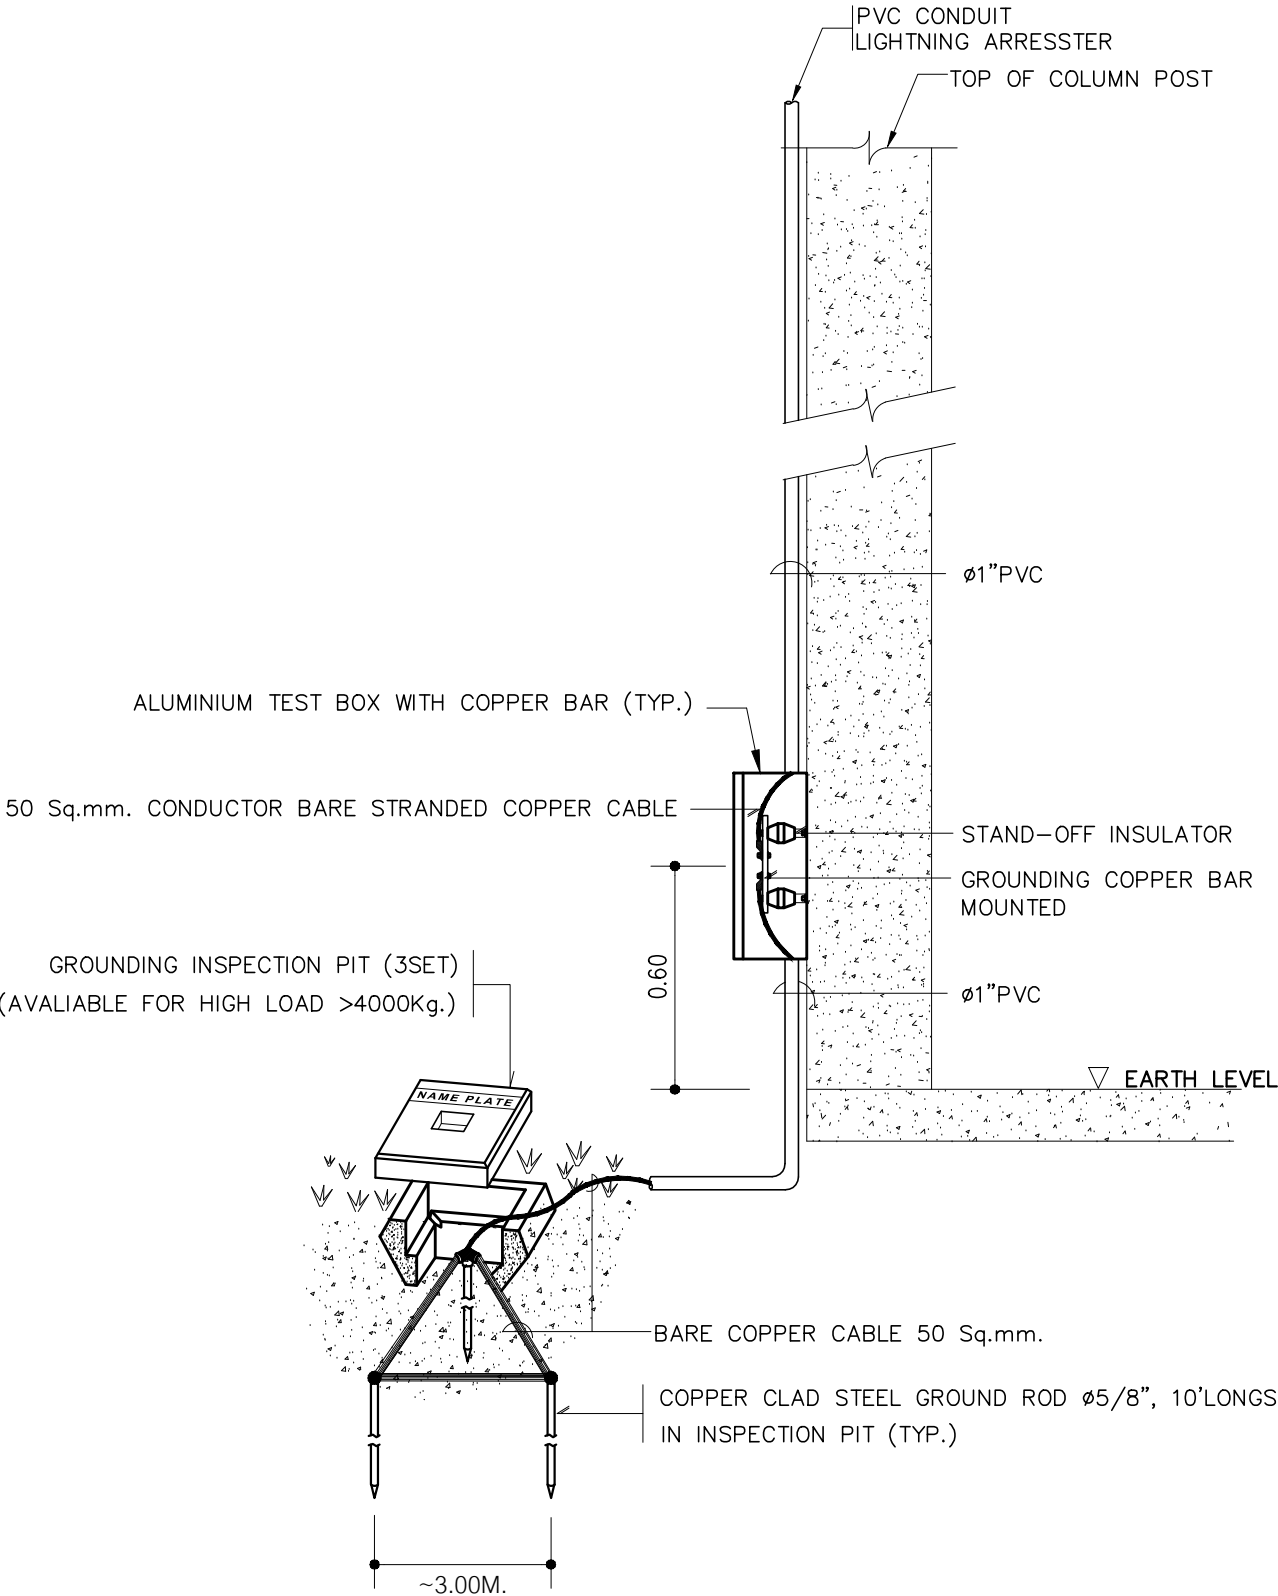 PVC CONDUIT
LIGHTNING ARRESSTER
TOP OF COLUMN POST
ø1"PVC
ALUMINIUM TEST BOX WITH COPPER BAR (TYP.)
50 Sq.mm. CONDUCTOR BARE STRANDED COPPER CABLE
STAND-OFF INSULATOR
GROUNDING COPPER BAR
MOUNTED
0.60
GROUNDING INSPECTION PIT (3SET)
(AVALIABLE FOR HIGH LOAD >4000Kg.)
ø1"PVC
EARTH LEVEL
NAME PLATE
BARE COPPER CABLE 50 Sq.mm.
COPPER CLAD STEEL GROUND ROD ø5/8", 10'LONGS
IN INSPECTION PIT (TYP.)
~3.00M.